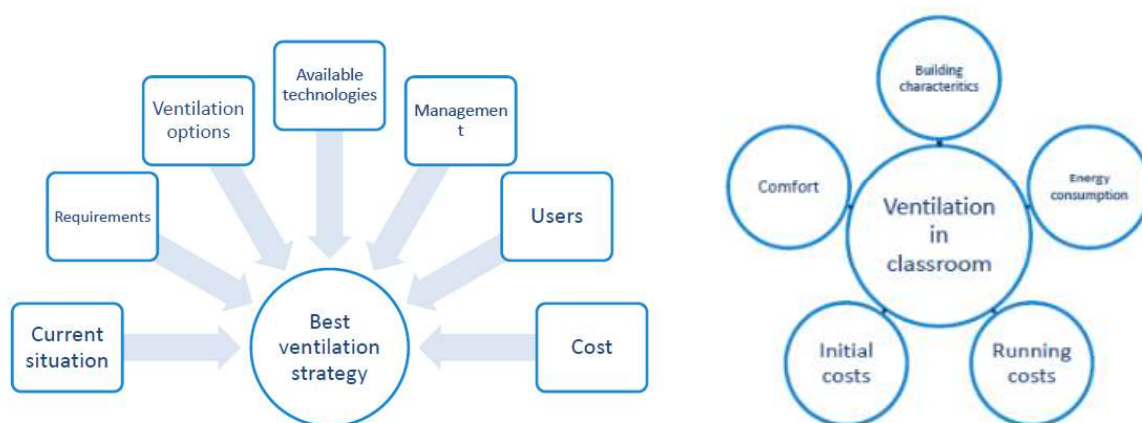 Available
technologies
Ventilation
options
Managemen
t
Requirements
Users
Current
situation
Best
ventilation
strategy
Cost
Building
characteritics
Comfort
Energy
consumption
Ventilation
in
classroom
Initial
costs
Running
costs